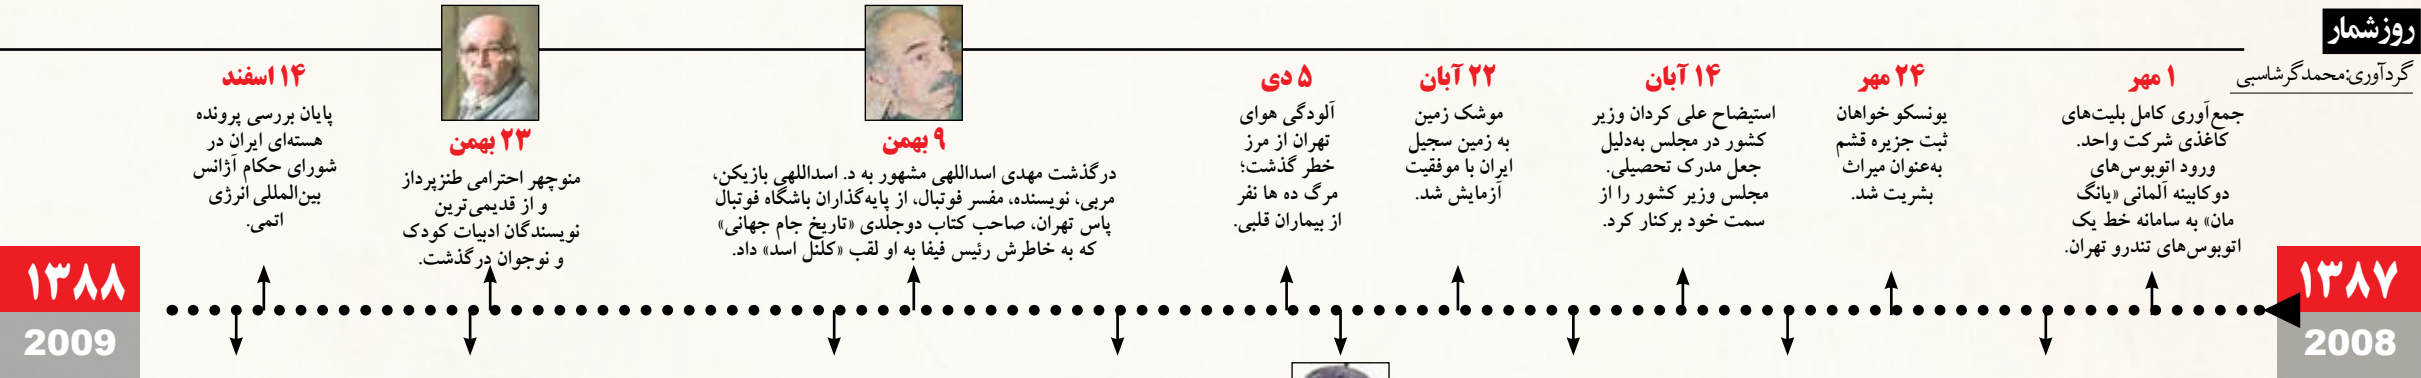 روزشمار
گردآوری:محمدگرشاسبی
۱۳۸۷
2008
۱ مهر
جمع‌آوری کامل بلیت‌های
کاغذی شرکت واحد.
ورود اتوبوس‌های
دوکابینه آلمانی «یانگ
مان» به سامانه خط یک
اتوبوس‌های تندرو تهران.
۲۴ مهر
یونسکو خواهان
ثبت جزیره قشم
به‌عنوان میراث
بشریت شد.
۱۴ آبان
استیضاح علی کردان وزیر
کشور در مجلس به‌دلیل
جعل مدرک تحصیلی.
مجلس وزیر کشور را از
سمت خود برکنار کرد.
۲۲ آبان
موشک زمین
به زمین سجیل
ایران با موفقیت
آزمایش شد.
۵ دی
آلودگی هوای
تهران از مرز
خطر گذشت؛
مرگ ده ها نفر
از بیماران قلبی.
۹ بهمن
درگذشت مهدی اسداللهی مشهور به د. اسداللهی بازیکن،
مربی، نویسنده، مفسر فوتبال، از پایه‌گذاران باشگاه فوتبال
پاس تهران، صاحب کتاب دوجلدی «تاریخ جام جهانی»
که به خاطرش رئیس فیفا به او لقب «کلنل اسد» داد.
۲۳ بهمن
منوچهر احترامی طنزپرداز
و از قدیمی‌ترین
نویسندگان ادبیات کودک
و نوجوان درگذشت.
۱۴ اسفند
پایان بررسی پرونده
هسته‌ای ایران در
شورای حکام آژانس
بین‌المللی انرژی
اتمی.
۱۳۸۸
2009